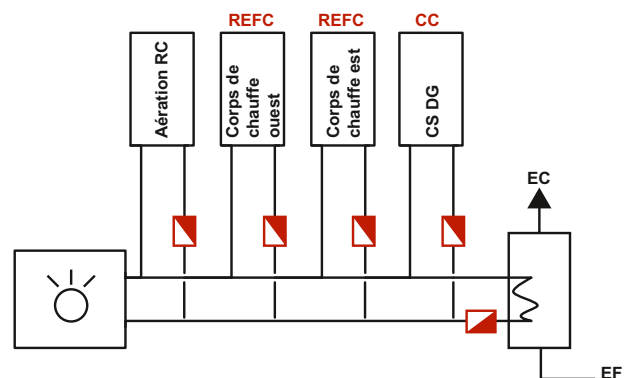 REFC
REFC
CC
Aération RC
Corps de
chauffe
ouest
Corps de
chauffe est
CS DG
EC
EF